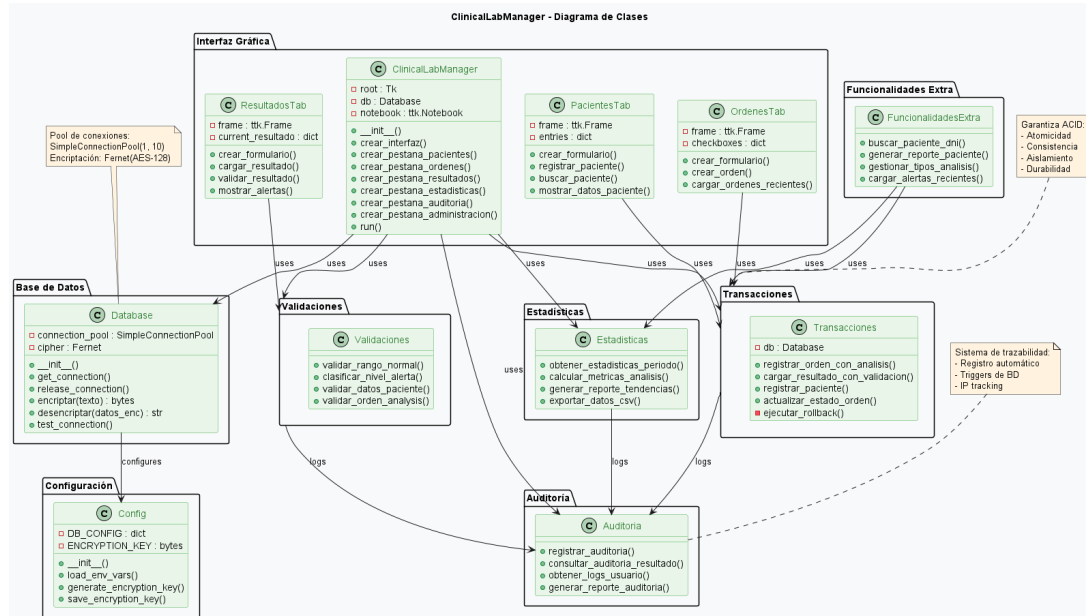 ClinicalLabManager - Diagrama de Clases
Interfaz Gráfica
C ResultadosTab
frame : ttk.Frame
current_resultado : dict
crear_formulario()
cargar_resultado()
validar_resultado()
mostrar_alertas()
C ClinicalLabManager
root : Tk
db : Database
notebook : ttk.Notebook
__init__()
crear_interfaz()
crear_pestana_pacientes()
crear_pestana_ordenes()
crear_pestana_resultados()
crear_pestana_estadisticas()
crear_pestana_auditoria()
crear_pestana_administracion()
run()
C PacientesTab
frame : ttk.Frame
entries : dict
crear_formulario()
registrar_paciente()
buscar_paciente()
mostrar_datos_paciente()
C OrdenesTab
frame : ttk.Frame
checkboxes : dict
crear_formulario()
crear_orden()
cargar_ordenes_recientes()
Funcionalidades Extra
C FuncionalidadesExtra
buscar_paciente_dni()
generar_reporte_paciente()
gestionar_tipos_analisis()
cargar_alertas_recientes()
Garantiza ACID:
- Atomicidad
- Consistencia
- Aislamiento
- Durabilidad
Pool de conexiones:
SimpleConnectionPool(1, 10)
Encriptación: Fernet(AES-128)
uses
uses
uses
uses
uses
uses
uses
uses
uses
Base de Datos
C Database
connection_pool : SimpleConnectionPool
cipher : Fernet
__init__()
get_connection()
release_connection()
encriptar(texto) : bytes
desencriptar(datos_enc) : str
test_connection()
Validaciones
C Validaciones
validar_rango_normal()
clasificar_nivel_alerta()
validar_datos_paciente()
validar_orden_analysis()
uses
Estadísticas
C Estadisticas
obtener_estadisticas_periodo()
calcular_metricas_analisis()
generar_reporte_tendencias()
exportar_datos_csv()
Transacciones
C Transacciones
db : Database
registrar_orden_con_analisis()
cargar_resultado_con_validacion()
registrar_paciente()
actualizar_estado_orden()
ejecutar_rollback()
Sistema de trazabilidad:
- Registro automático
- Triggers de BD
- IP tracking
configures
logs
logs
logs
Configuración
C Config
DB_CONFIG : dict
ENCRYPTION_KEY : bytes
__init__()
load_env_vars()
generate_encryption_key()
save_encryption_key()
Auditoría
C Auditoria
registrar_auditoria()
consultar_auditoria_resultado()
obtener_logs_usuario()
generar_reporte_auditoria()